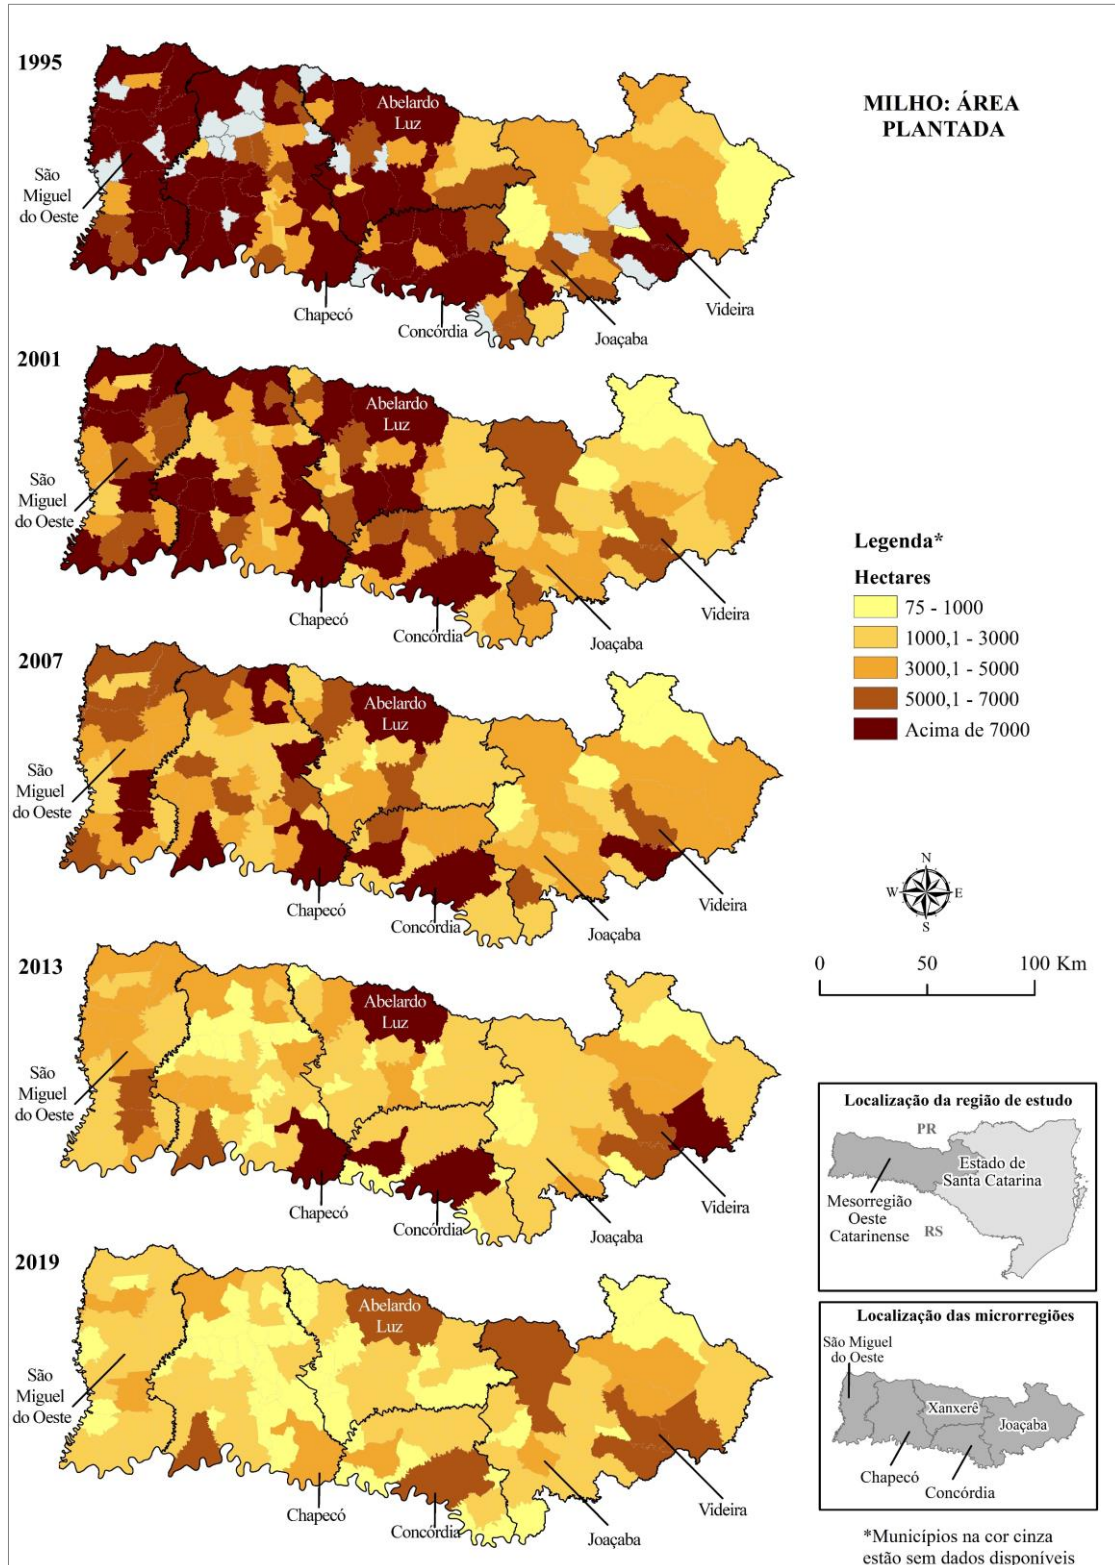 1995
MILHO: ÁREA
PLANTADA
Abelardo
Luz
São
Miguel
do Oeste
Chapecó
Concórdia
Joaçaba
Videira
2001
Abelardo
Luz
São
Miguel
do Oeste
Chapecó
Concórdia
Joaçaba
Videira
Legenda*
Hectares
75 - 1000
1000,1 - 3000
3000,1 - 5000
5000,1 - 7000
Acima de 7000
2007
Abelardo
Luz
São
Miguel
do Oeste
Chapecó
Concórdia
Joaçaba
Videira
N
W
E
S
0 50 100 Km
2013
Abelardo
Luz
São
Miguel
do Oeste
Chapecó
Concórdia
Joaçaba
Videira
Localização da região de estudo
PR
Estado de
Santa Catarina
Mesorregião
Oeste
Catarinense
RS
2019
Abelardo
Luz
São
Miguel
do Oeste
Chapecó
Concórdia
Joaçaba
Videira
Localização das microrregiões
São Miguel
do Oeste
Xanxerê
Joaçaba
Chapecó
Concórdia
*Municípios na cor cinza
estão sem dados disponíveis